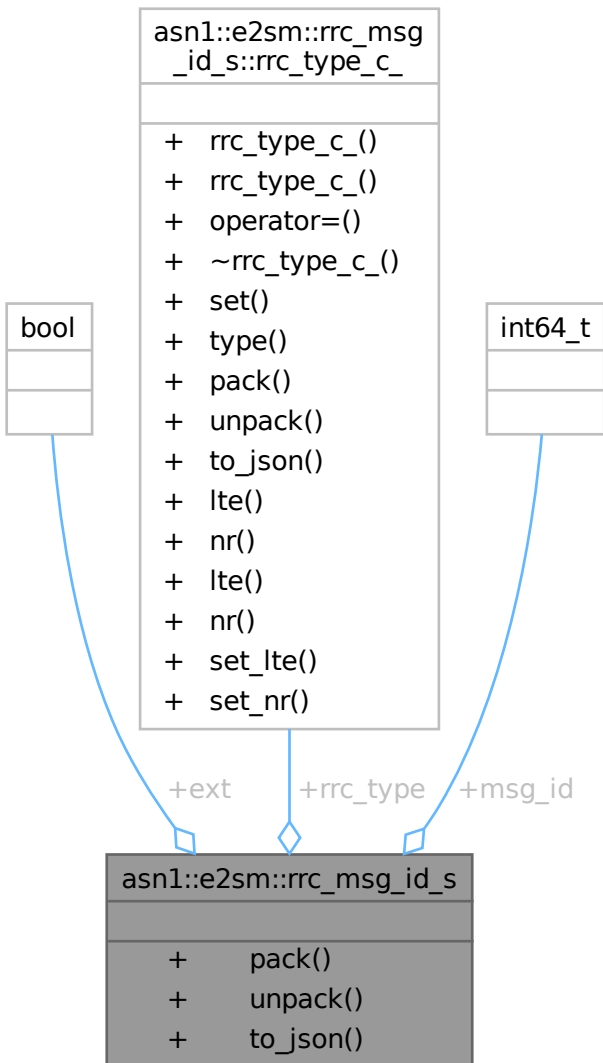 asn1::e2sm::rrc_msg
_id_s::rrc_type_c_
+ rrc_type_c_()
+ rrc_type_c_()
+ operator=()
+ ~rrc_type_c_()
+ set()
+ type()
+ pack()
+ unpack()
+ to_json()
+ lte()
+ nr()
+ lte()
+ nr()
+ set_lte()
+ set_nr()
bool
int64_t
+ext
+rrc_type
+msg_id
asn1::e2sm::rrc_msg_id_s
+ pack()
+ unpack()
+ to_json()